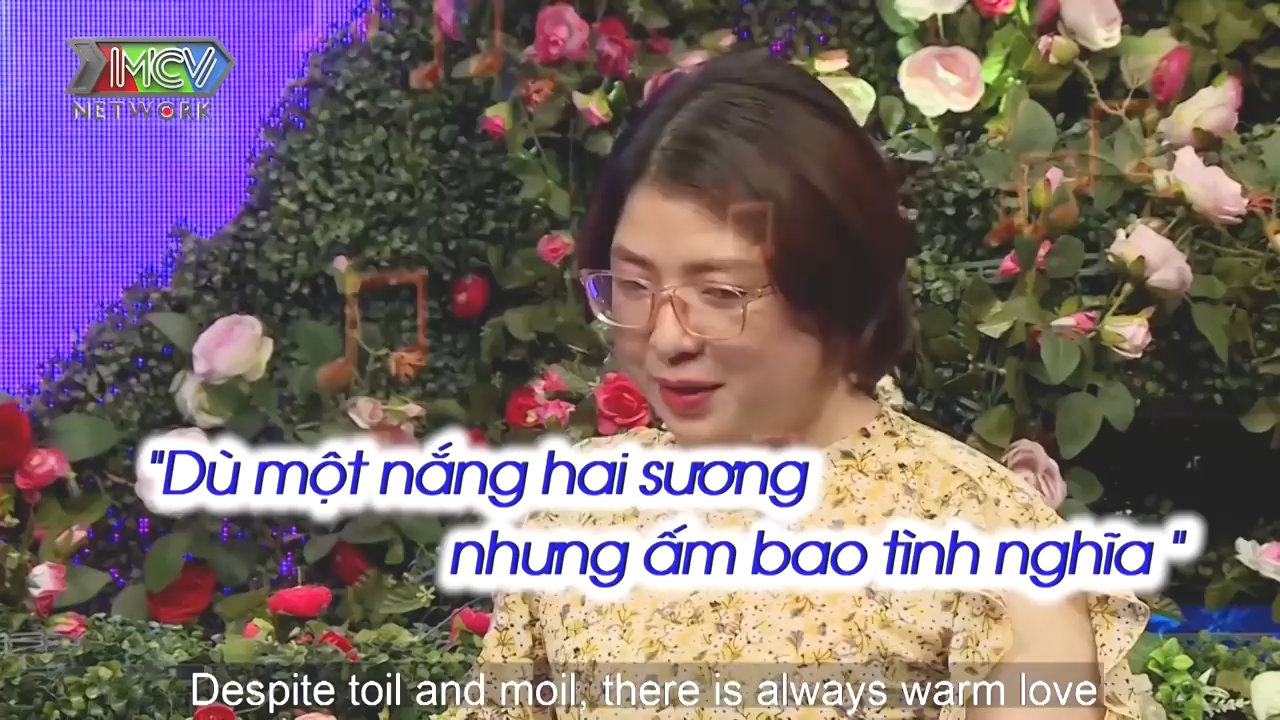 MCV
NETWORK
"Dù một nắng hai sương
nhưng ấm bao tình nghĩa "
Despite toil and moil, there is always warm love